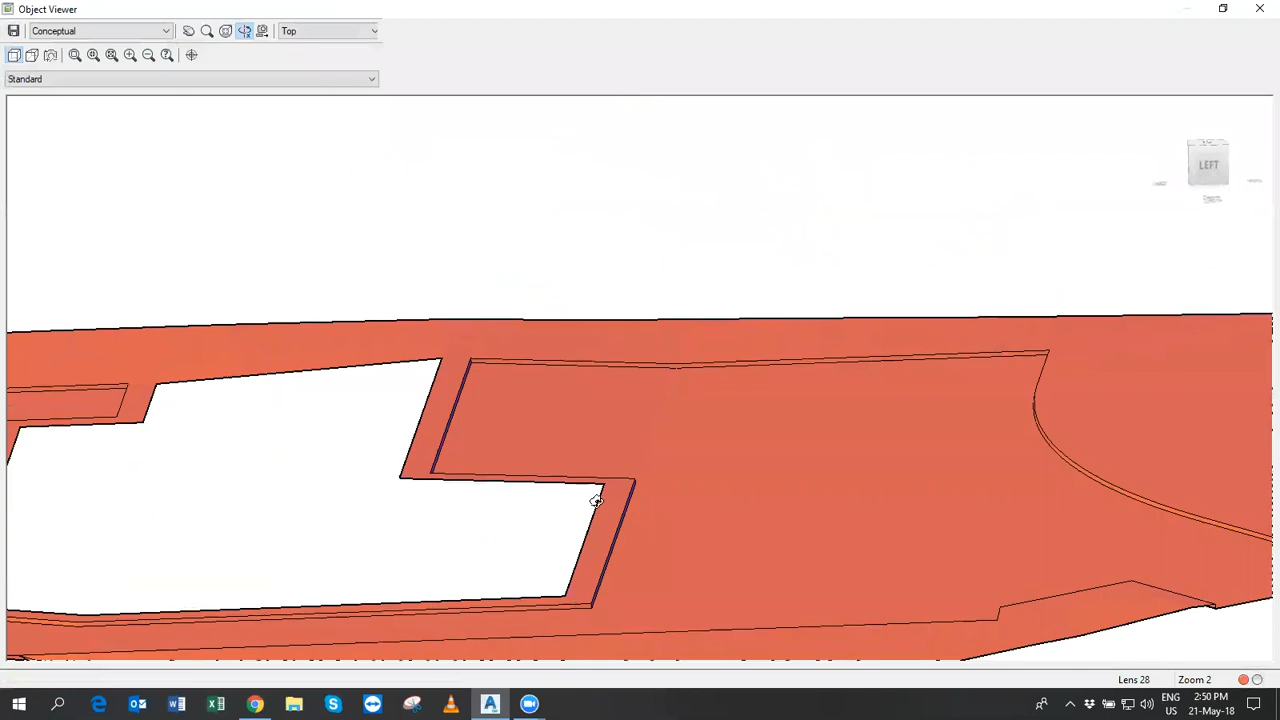 Object Viewer
Conceptual
Top
Standard
LEFT
Lens 28
Zoom 2
ENG
US
2:50 PM
21-May-18